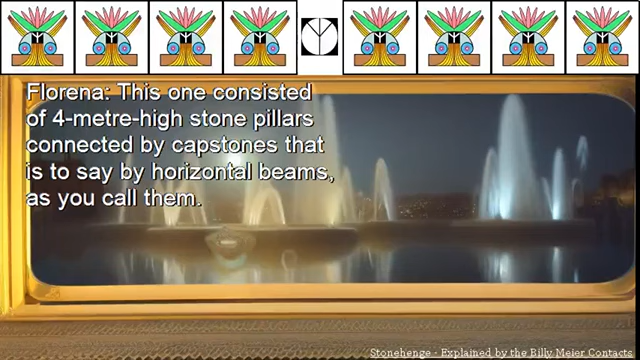 Florena: This one consisted
of 4-metre-high stone pillars
connected by capstones that
is to say by horizontal beams,
as you call them.
Stonehenge - Explained by the Billy Meier Contacts